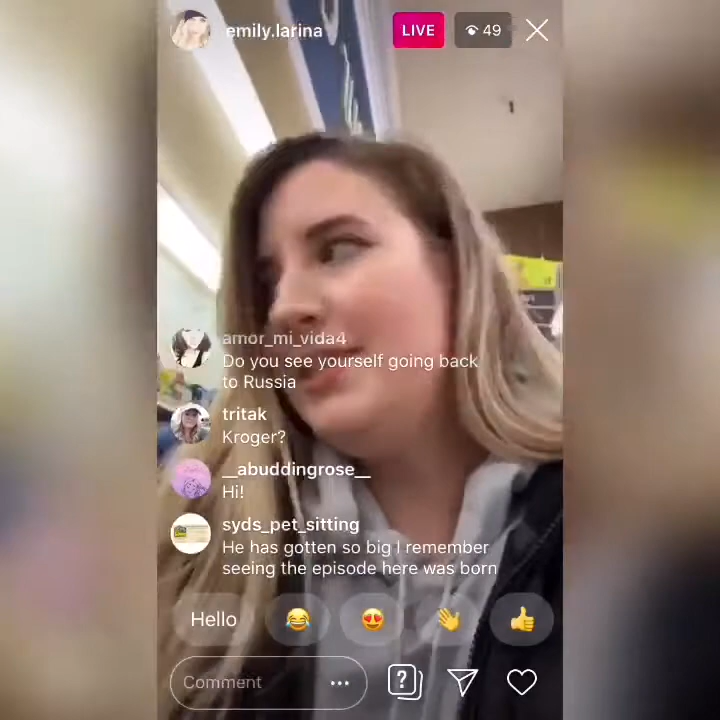 emily.larina
LIVE
49
amor_mi_vida4
Do you see yourself going back
to Russia
tritak
Kroger?
__abuddingrose__
Hi!
syds_pet_sitting
He has gotten so big I remember
seeing the episode here was born
Hello
Comment